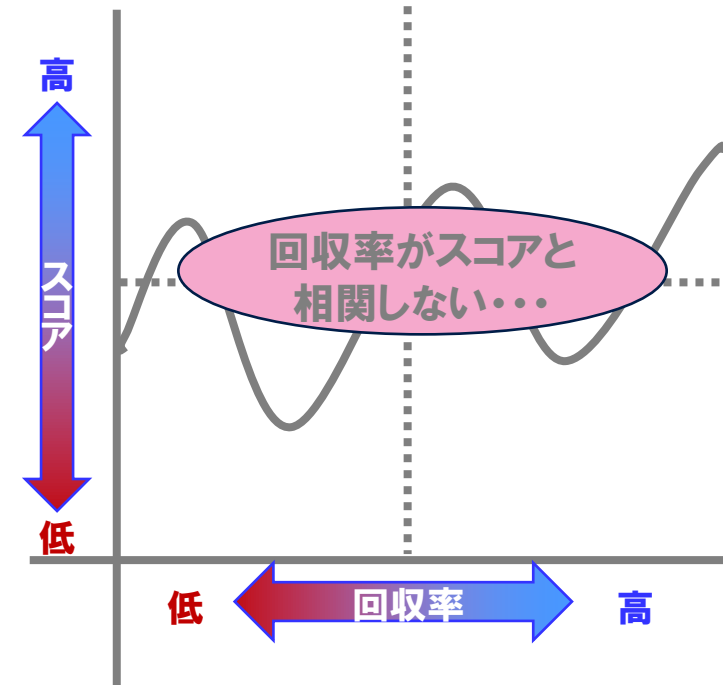 高
スコア
低
回収率がスコアと
相関しない・・・
低
回収率
高